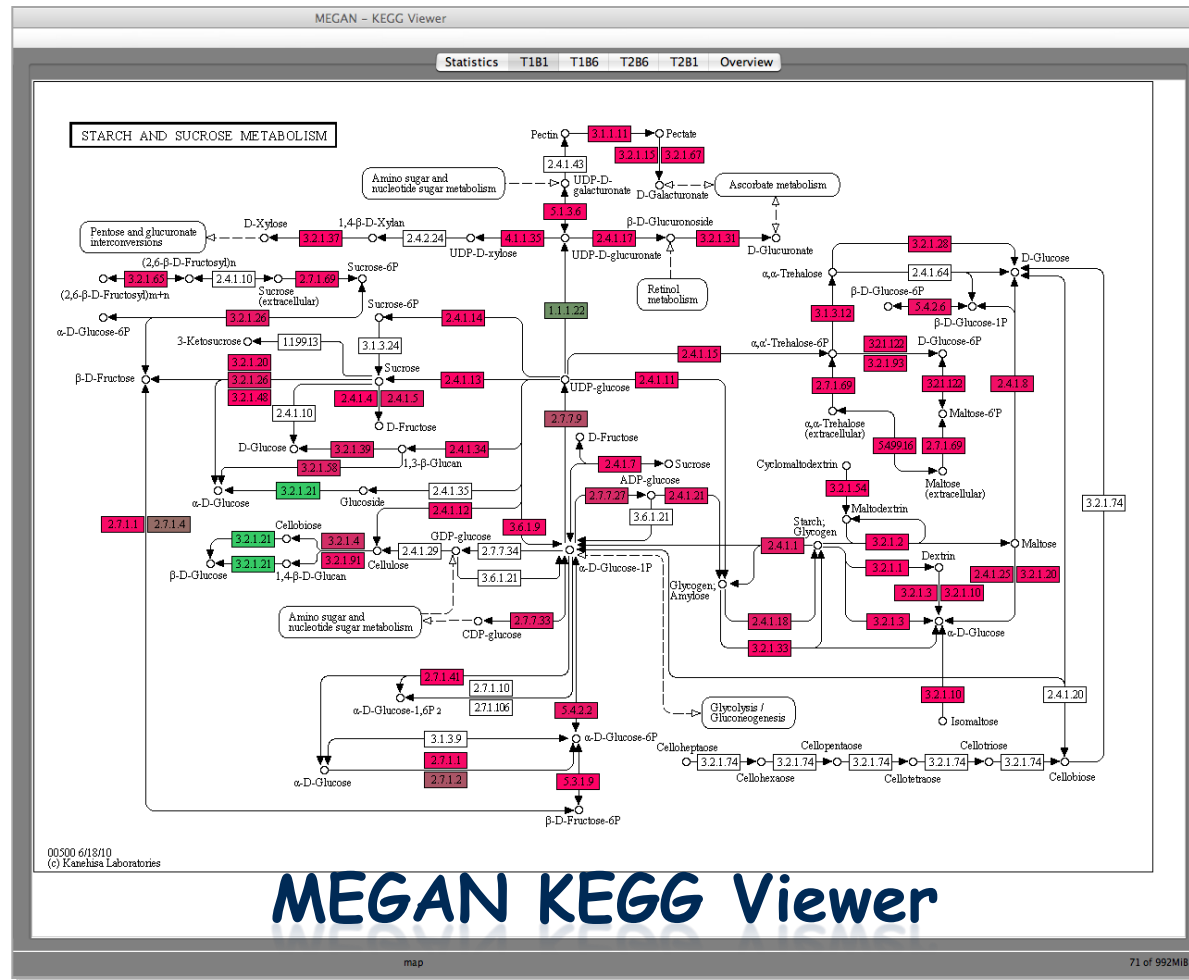 MEGAN – KEGG Viewer
Statistics T1B1 T1B6 T2B6 T2B1 Overview
STARCH AND SUCROSE METABOLISM
Pectin
3.1.1.11
Pectate
2.4.1.43
3.2.1.15
3.2.1.67
Amino sugar and
nucleotide sugar metabolism
UDP-D-
galacturonate
D-Galacturonate
Ascorbate metabolism
5.1.3.6
Pentose and glucuronate
interconversions
D-Xylose
3.2.1.37
1,4-β-D-Xylan
2.4.2.24
UDP-D-xylose
4.1.1.35
UDP-D-glucuronate
2.4.1.17
β-D-Glucuronoside
3.2.1.31
D-Glucuronate
3.2.1.28
D-Glucose
α,α-Trehalose
2.4.1.64
(2,6-β-D-Fructosyl)n
3.2.1.65
(2,6-β-D-Fructosyl)m+n
2.4.1.10
Sucrose
(extracellular)
2.7.1.69
Sucrose-6P
Retinol
metabolism
β-D-Glucose-6P
5.4.2.6
β-D-Glucose-1P
1.1.1.22
3.1.3.12
α-D-Glucose-6P
3.2.1.26
Sucrose-6P
2.4.1.14
3-Ketosucrose
1.1.99.13
3.1.3.24
α,α'-Trehalose-6P
3.2.1.122
3.2.1.93
D-Glucose-6P
2.4.1.15
3.2.1.20
3.2.1.26
3.2.1.48
Sucrose
β-D-Fructose
2.4.1.13
UDP-glucose
2.4.1.11
2.7.1.69
3.2.1.122
2.4.1.8
2.4.1.10
2.4.1.4
2.4.1.5
D-Fructose
2.7.7.9
α,α-Trehalose
(extracellular)
Maltose-6'P
D-Fructose
5.4.99.16
2.7.1.69
D-Glucose
3.2.1.39
2.4.1.34
1,3-β-Glucan
3.2.1.58
2.4.1.7
Sucrose
Cyclomaltodextrin
Maltose
(extracellular)
ADP-glucose
α-D-Glucose
3.2.1.21
Glucoside
2.4.1.35
2.7.7.27
2.4.1.21
3.2.1.54
3.2.1.74
2.4.1.12
3.6.1.21
Maltodextrin
2.7.1.1
2.7.1.4
3.6.1.9
Starch;
Glycogen
3.2.1.21
Cellobiose
3.2.1.4
GDP-glucose
3.2.1.2
Maltose
3.2.1.91
Cellulose
2.4.1.29
2.7.7.34
2.4.1.1
Dextrin
β-D-Glucose
3.2.1.21
1,4-β-D-Glucan
α-D-Glucose-1P
3.2.1.1
3.6.1.21
2.4.1.25
3.2.1.20
Glycogen;
Amylose
3.2.1.3
3.2.1.10
Amino sugar and
nucleotide sugar metabolism
2.7.7.33
CDP-glucose
2.4.1.18
3.2.1.3
α-D-Glucose
3.2.1.33
2.7.1.41
2.7.1.10
2.7.1.106
α-D-Glucose-1,6P2
3.2.1.10
2.4.1.20
5.4.2.2
Glycolysis /
Gluconeogenesis
Isomaltose
3.1.3.9
α-D-Glucose-6P
2.7.1.1
2.7.1.2
α-D-Glucose
5.3.1.9
β-D-Fructose-6P
Celloheptaose
3.2.1.74
Cellohexaose
3.2.1.74
Cellopentaose
3.2.1.74
Cellotetraose
3.2.1.74
Cellotriose
3.2.1.74
Cellobiose
00500 6/18/10
(c) Kanehisa Laboratories
MEGAN KEGG Viewer
map
71 of 992MiB